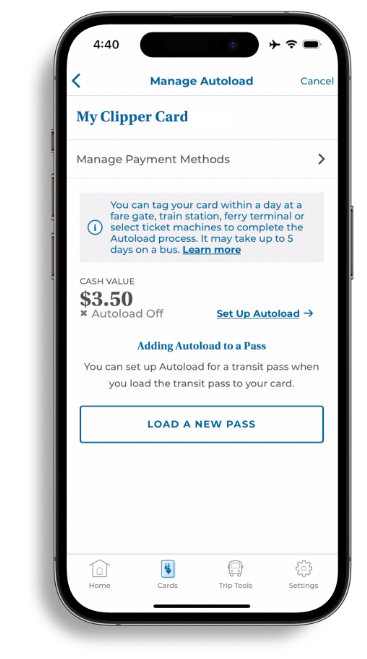 4:40
Manage Autoload
Cancel
My Clipper Card
Manage Payment Methods
You can tag your card within a day at a
fare gate, train station, ferry terminal or
select ticket machines to complete the
Autoload process. It may take up to 5
days on a bus. Learn more
CASH VALUE
$3.50
✖ Autoload Off
Set Up Autoload →
Adding Autoload to a Pass
You can set up Autoload for a transit pass when
you load the transit pass to your card.
LOAD A NEW PASS
Home
Cards
Trip Tools
Settings